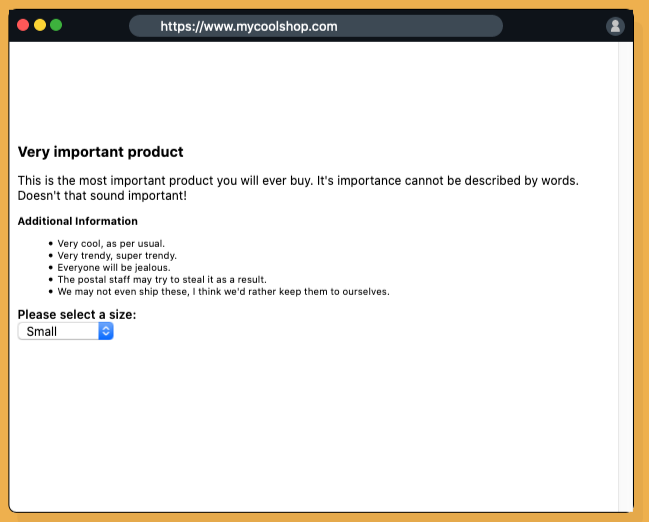 https://www.mycoolshop.com
Very important product
This is the most important product you will ever buy. It's importance cannot be described by words.
Doesn't that sound important!
Additional Information
• Very cool, as per usual.
• Very trendy, super trendy.
• Everyone will be jealous.
• The postal staff may try to steal it as a result.
• We may not even ship these, I think we'd rather keep them to ourselves.
Please select a size:
Small